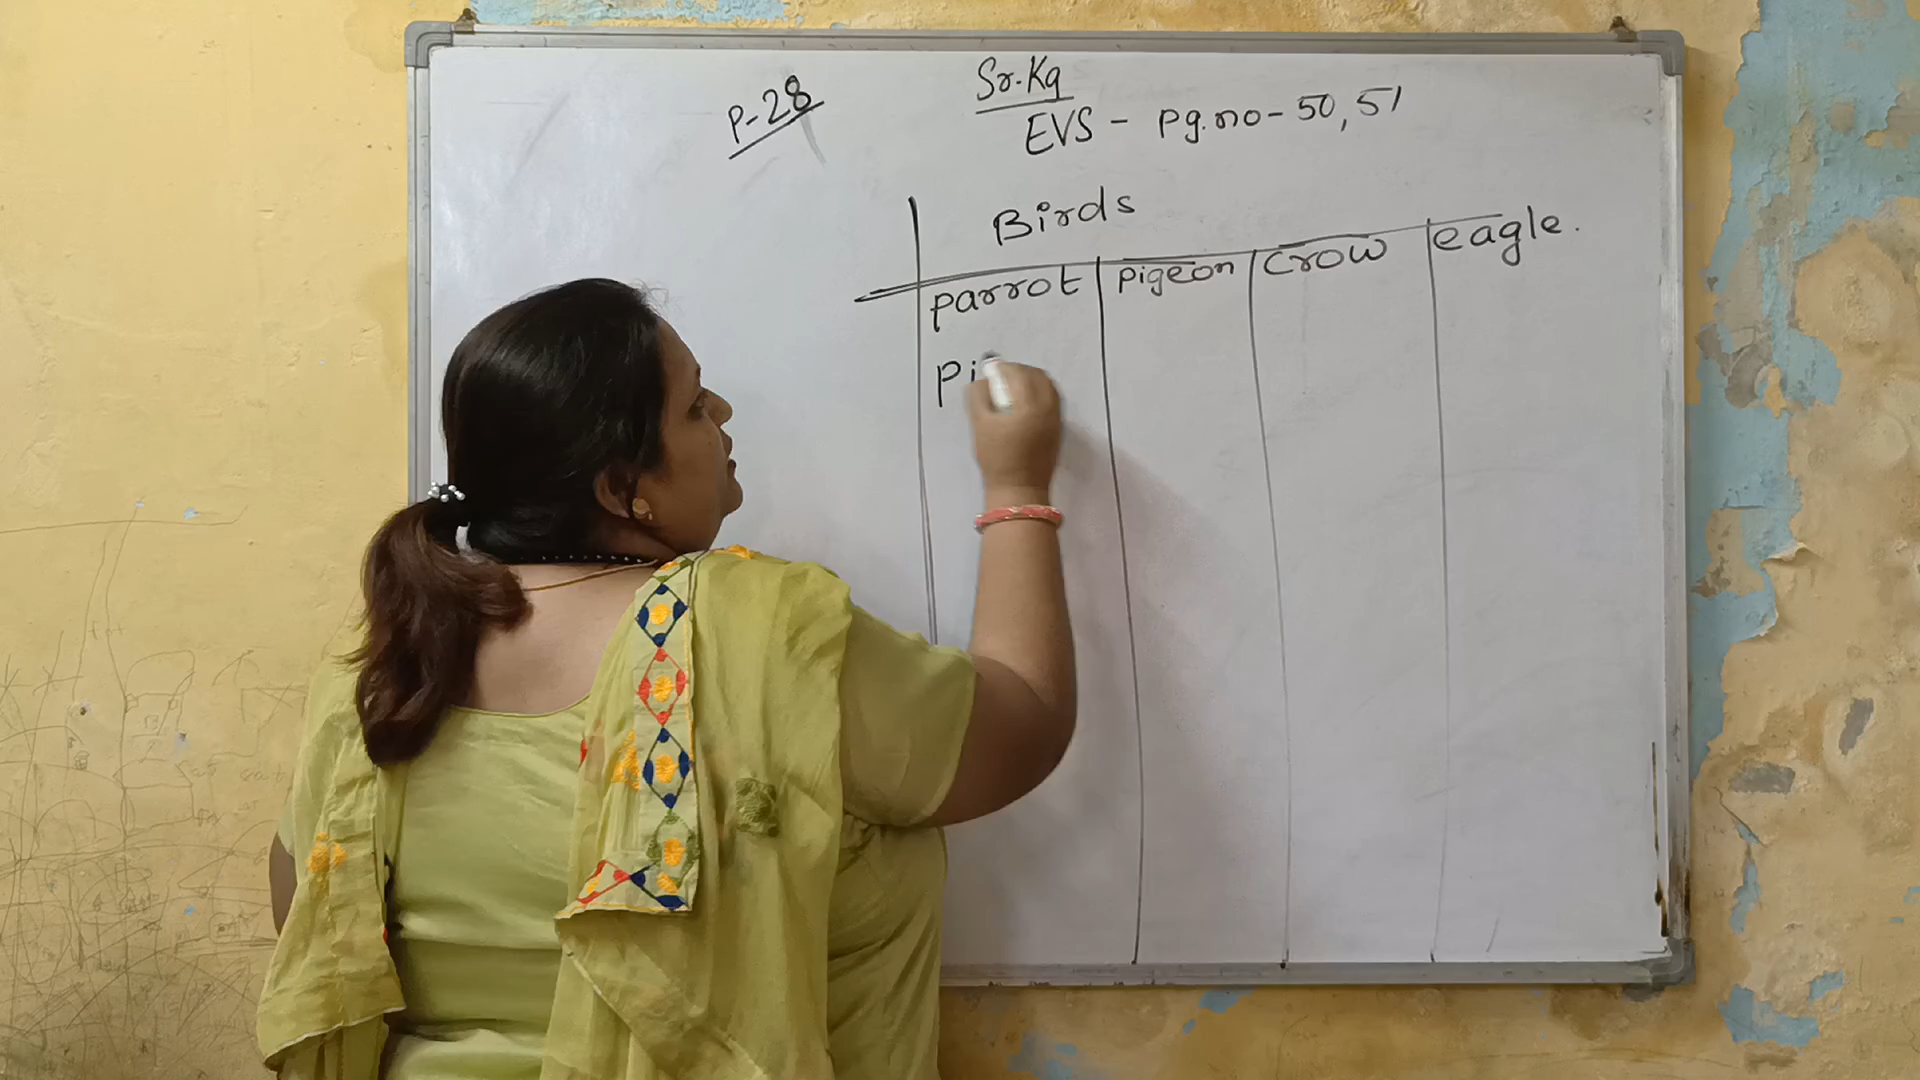 P-28
Sr.Kg
EVS - Pg.no- 50, 51
Birds
parrot pigeon crow eagle.
Pi